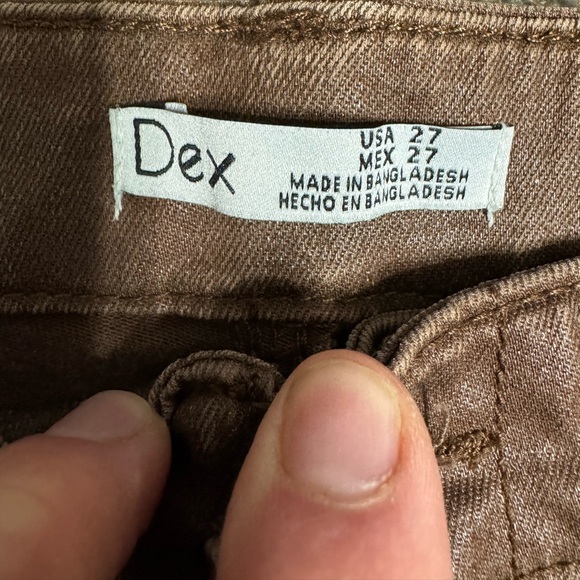 Dex
USA 27
MEX 27
MADE IN BANGLADESH
HECHO EN BANGLADESH